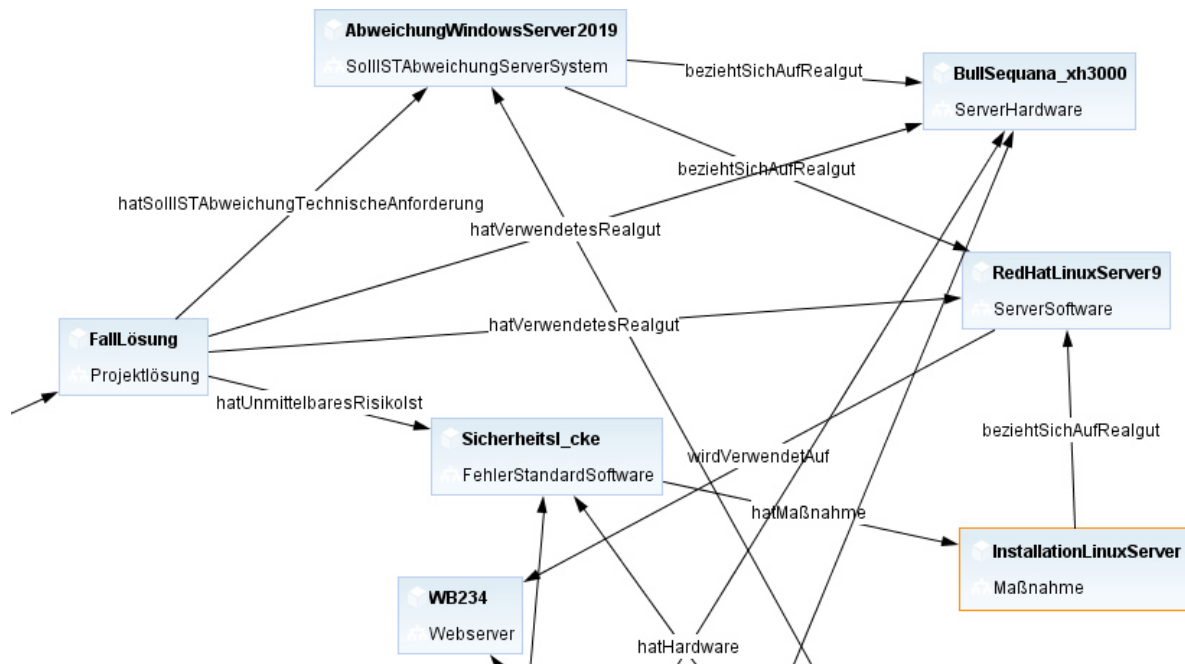 AbweichungWindowsServer2019
SollISTAbweichungServerSystem
beziehtSichAufRealgut
BullSequana_xh3000
ServerHardware
beziehtSichAufRealgut
hatSollISTAbweichungTechnischeAnforderung
hatVerwendetesRealgut
RedHatLinuxServer9
ServerSoftware
hatVerwendetesRealgut
FallLösung
Projektlösung
hatUnmittelbaresRisikoIst
Sicherheitsl_cke
FehlerStandardSoftware
beziehtSichAufRealgut
wirdVerwendetAuf
hatMaßnahme
InstallationLinuxServer
Maßnahme
WB234
Webserver
hatHardware